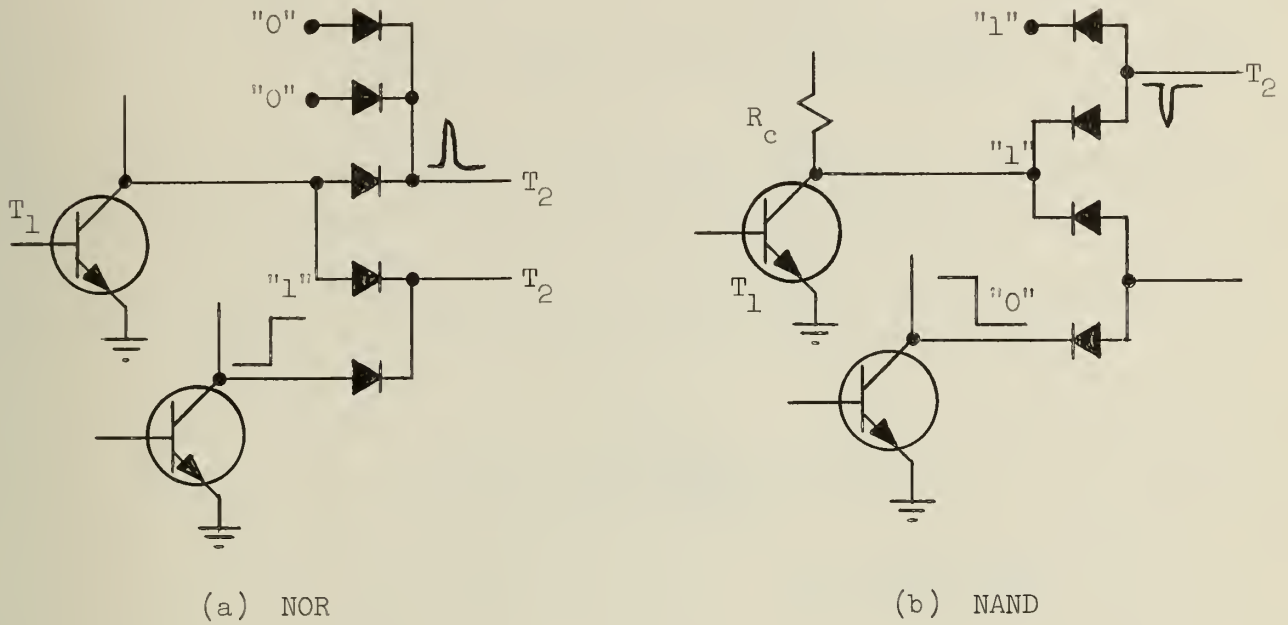 "0"
"0"
T2
T1
"1"
T2
(a) NOR
"1"
T2
Rc
"1"
T1
"0"
(b) NAND